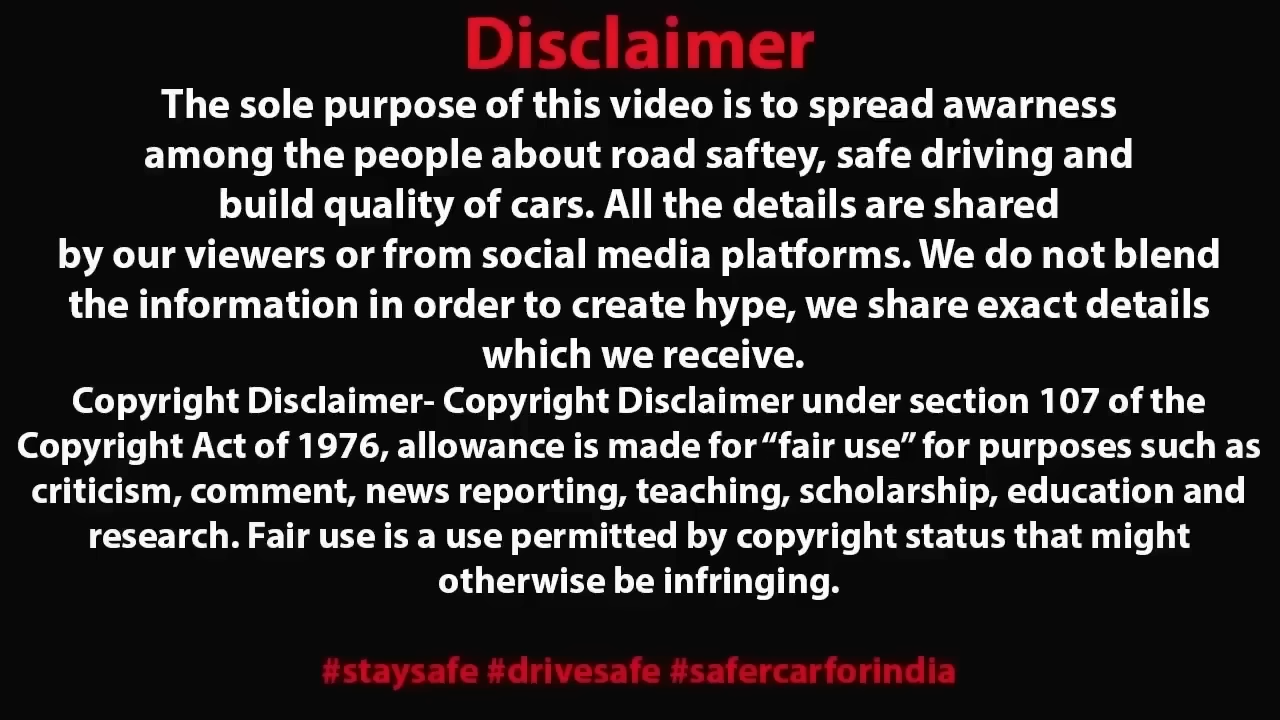 Disclaimer
The sole purpose of this video is to spread awarness
among the people about road saftey, safe driving and
build quality of cars. All the details are shared
by our viewers or from social media platforms. We do not blend
the information in order to create hype, we share exact details
which we receive.
Copyright Disclaimer- Copyright Disclaimer under section 107 of the
Copyright Act of 1976, allowance is made for “fair use” for purposes such as
criticism, comment, news reporting, teaching, scholarship, education and
research. Fair use is a use permitted by copyright status that might
otherwise be infringing.
#staysafe #drivesafe #safercarforindia